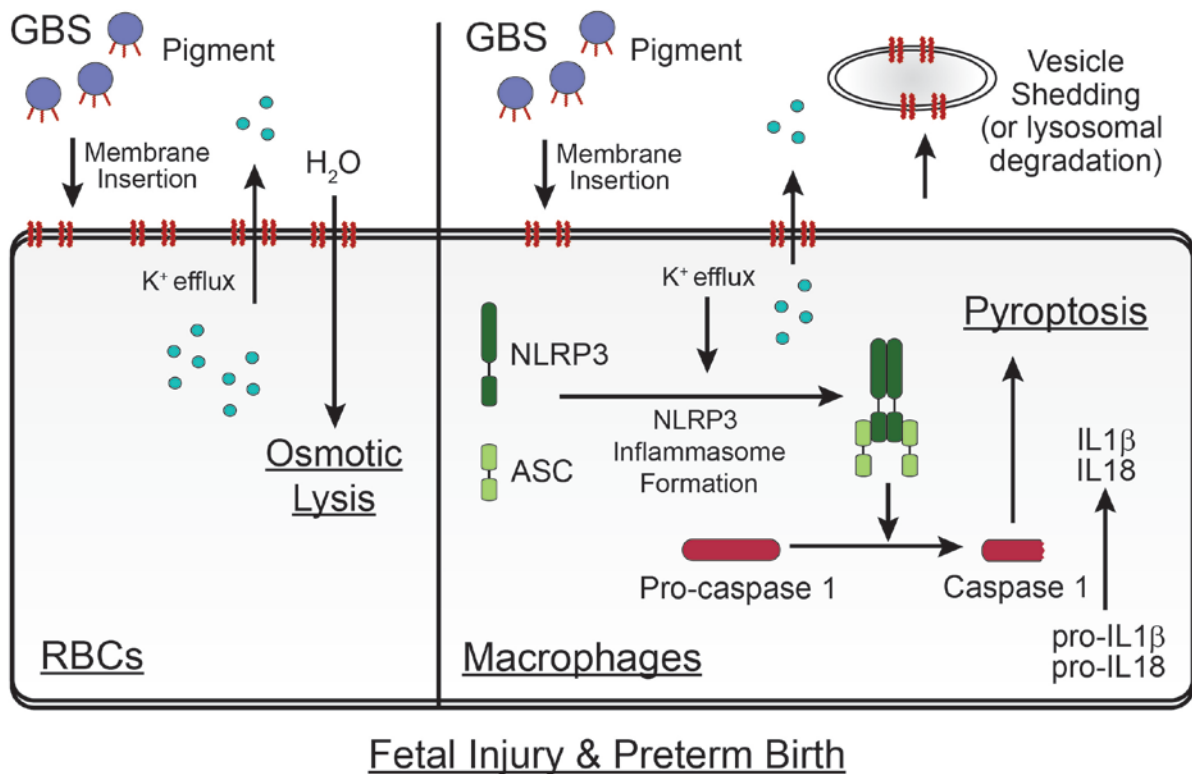 GBS
Pigment
Membrane
Insertion
H₂O
K⁺ efflux
Osmotic
Lysis
RBCs
GBS
Pigment
Vesicle
Shedding
(or lysosomal
degradation)
Membrane
Insertion
K⁺ efflux
Pyroptosis
NLRP3
NLRP3
Inflammasome
Formation
ASC
IL1β
IL18
Pro-caspase 1
Caspase 1
pro-IL1β
pro-IL18
Macrophages
Fetal Injury & Preterm Birth